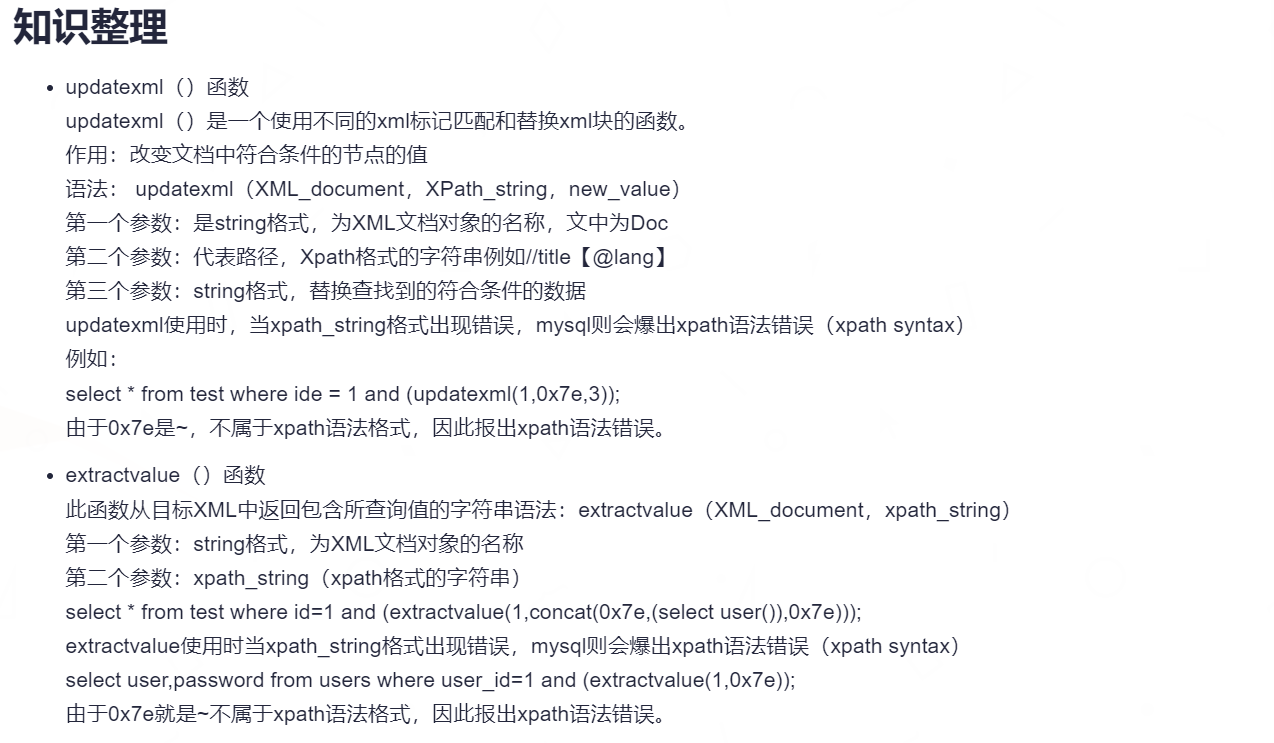 知识整理
updatexml（）函数
updatexml（）是一个使用不同的xml标记匹配和替换xml块的函数。
作用：改变文档中符合条件的节点的值
语法： updatexml（XML_document，XPath_string，new_value）
第一个参数：是string格式，为XML文档对象的名称，文中为Doc
第二个参数：代表路径，Xpath格式的字符串例如//title【@lang】
第三个参数：string格式，替换查找到的符合条件的数据
updatexml使用时，当xpath_string格式出现错误，mysql则会爆出xpath语法错误（xpath syntax）
例如：
select * from test where ide = 1 and (updatexml(1,0x7e,3));
由于0x7e是~，不属于xpath语法格式，因此报出xpath语法错误。
extractvalue（）函数
此函数从目标XML中返回包含所查询值的字符串语法：extractvalue（XML_document，xpath_string）
第一个参数：string格式，为XML文档对象的名称
第二个参数：xpath_string（xpath格式的字符串）
select * from test where id=1 and (extractvalue(1,concat(0x7e,(select user()),0x7e)));
extractvalue使用时当xpath_string格式出现错误，mysql则会爆出xpath语法错误（xpath syntax）
select user,password from users where user_id=1 and (extractvalue(1,0x7e));
由于0x7e就是~不属于xpath语法格式，因此报出xpath语法错误。